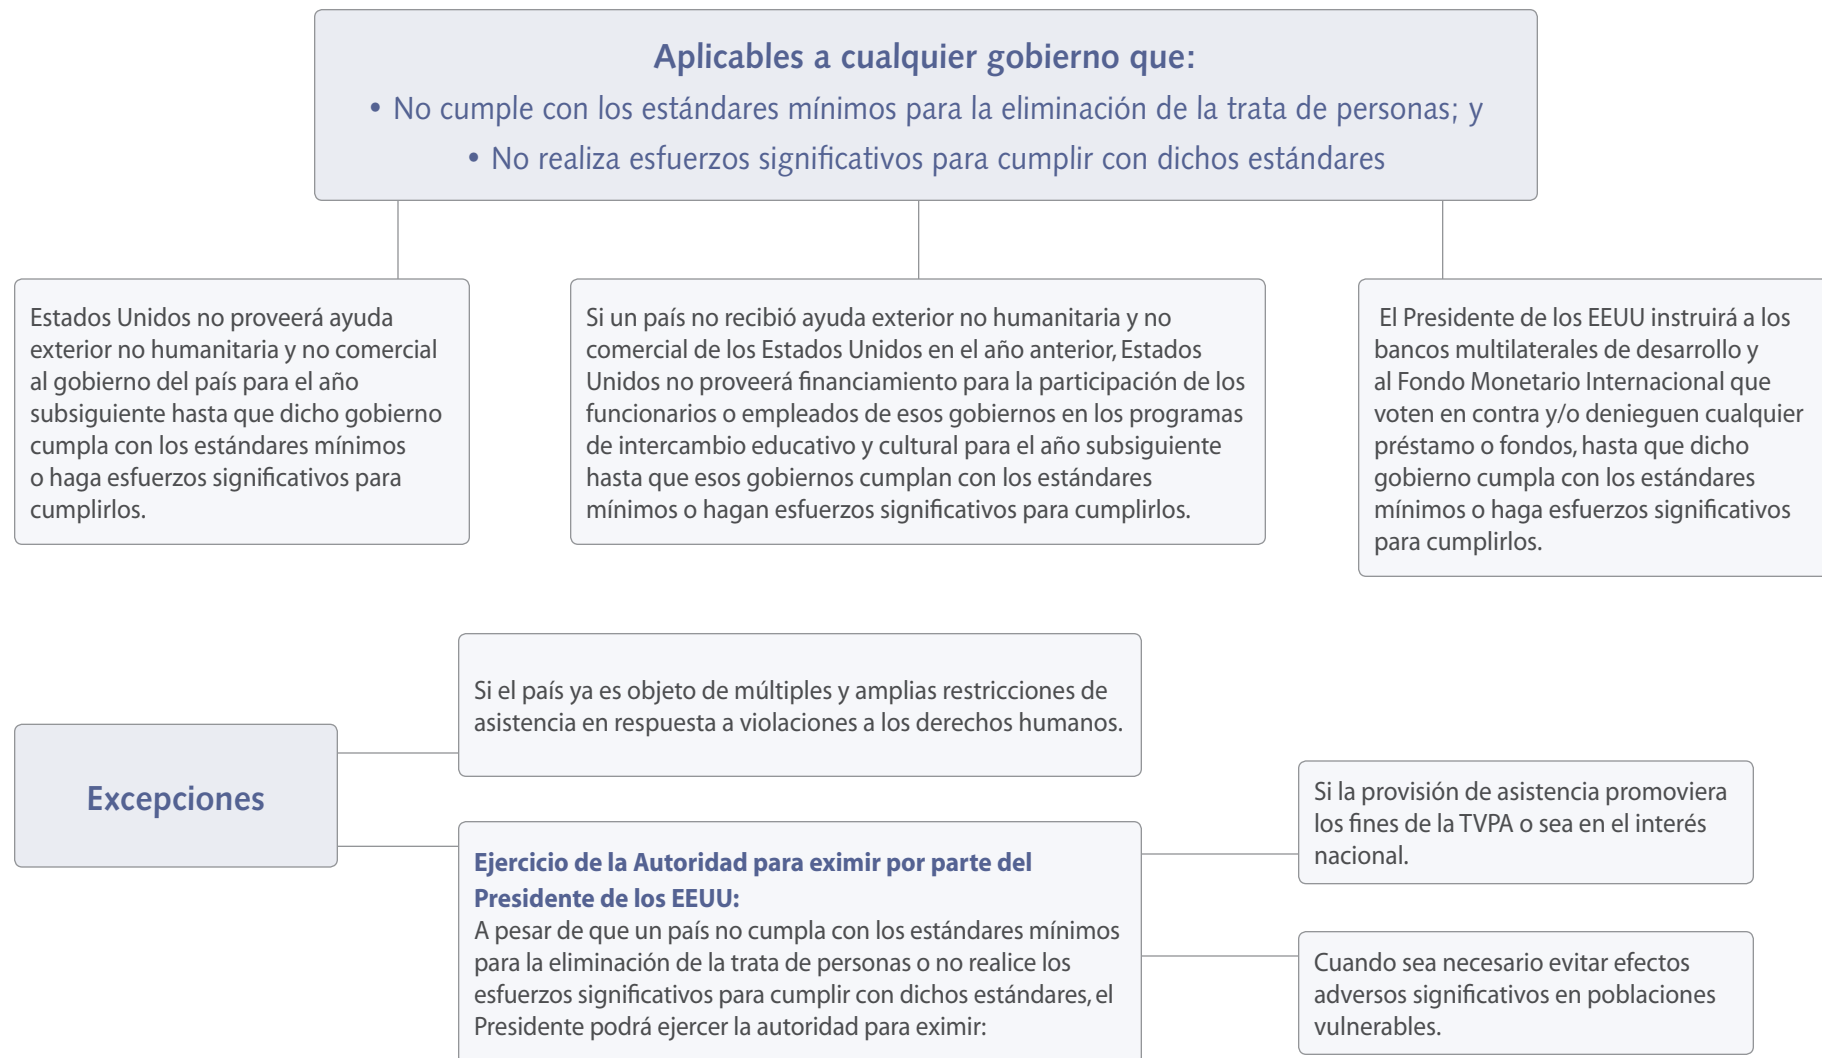 Aplicables a cualquier gobierno que:
• No cumple con los estándares mínimos para la eliminación de la trata de personas; y
• No realiza esfuerzos significativos para cumplir con dichos estándares
Estados Unidos no proveerá ayuda
exterior no humanitaria y no comercial
al gobierno del país para el año
subsiguiente hasta que dicho gobierno
cumpla con los estándares mínimos
o haga esfuerzos significativos para
cumplirlos.
Si un país no recibió ayuda exterior no humanitaria y no
comercial de los Estados Unidos en el año anterior, Estados
Unidos no proveerá financiamiento para la participación de los
funcionarios o empleados de esos gobiernos en los programas
de intercambio educativo y cultural para el año subsiguiente
hasta que esos gobiernos cumplan con los estándares
mínimos o hagan esfuerzos significativos para cumplirlos.
El Presidente de los EEUU instruirá a los
bancos multilaterales de desarrollo y
al Fondo Monetario Internacional que
voten en contra y/o denieguen cualquier
préstamo o fondos, hasta que dicho
gobierno cumpla con los estándares
mínimos o haga esfuerzos significativos
para cumplirlos.
Excepciones
Si el país ya es objeto de múltiples y amplias restricciones de
asistencia en respuesta a violaciones a los derechos humanos.
Ejercicio de la Autoridad para eximir por parte del
Presidente de los EEUU:
A pesar de que un país no cumpla con los estándares mínimos
para la eliminación de la trata de personas o no realice los
esfuerzos significativos para cumplir con dichos estándares, el
Presidente podrá ejercer la autoridad para eximir:
Si la provisión de asistencia promoviera
los fines de la TVPA o sea en el interés
nacional.
Cuando sea necesario evitar efectos
adversos significativos en poblaciones
vulnerables.